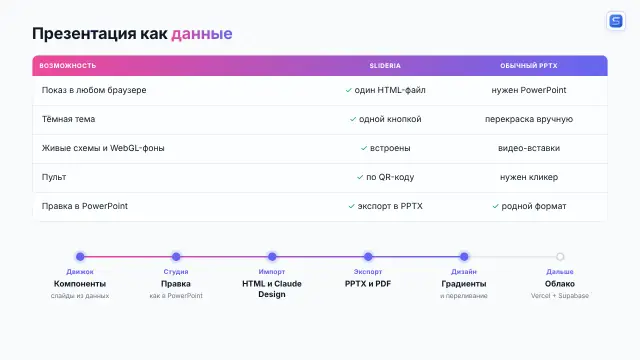 Презентация как данные
ВОЗМОЖНОСТЬ SLIDERIA ОБЫЧНЫЙ PPTX
Показ в любом браузере ✓ один HTML-файл нужен PowerPoint
Тёмная тема ✓ одной кнопкой перекраска вручную
Живые схемы и WebGL-фоны ✓ встроены видео-вставки
Пульт ✓ по QR-коду нужен кликер
Правка в PowerPoint ✓ экспорт в PPTX ✓ родной формат
Движок
Компоненты
слайды из данных
Студия
Правка
как в PowerPoint
Импорт
HTML и Claude
Design
Экспорт
PPTX и PDF
Дизайн
Градиенты
и переливание
Дальше
Облако
Vercel + Supabase